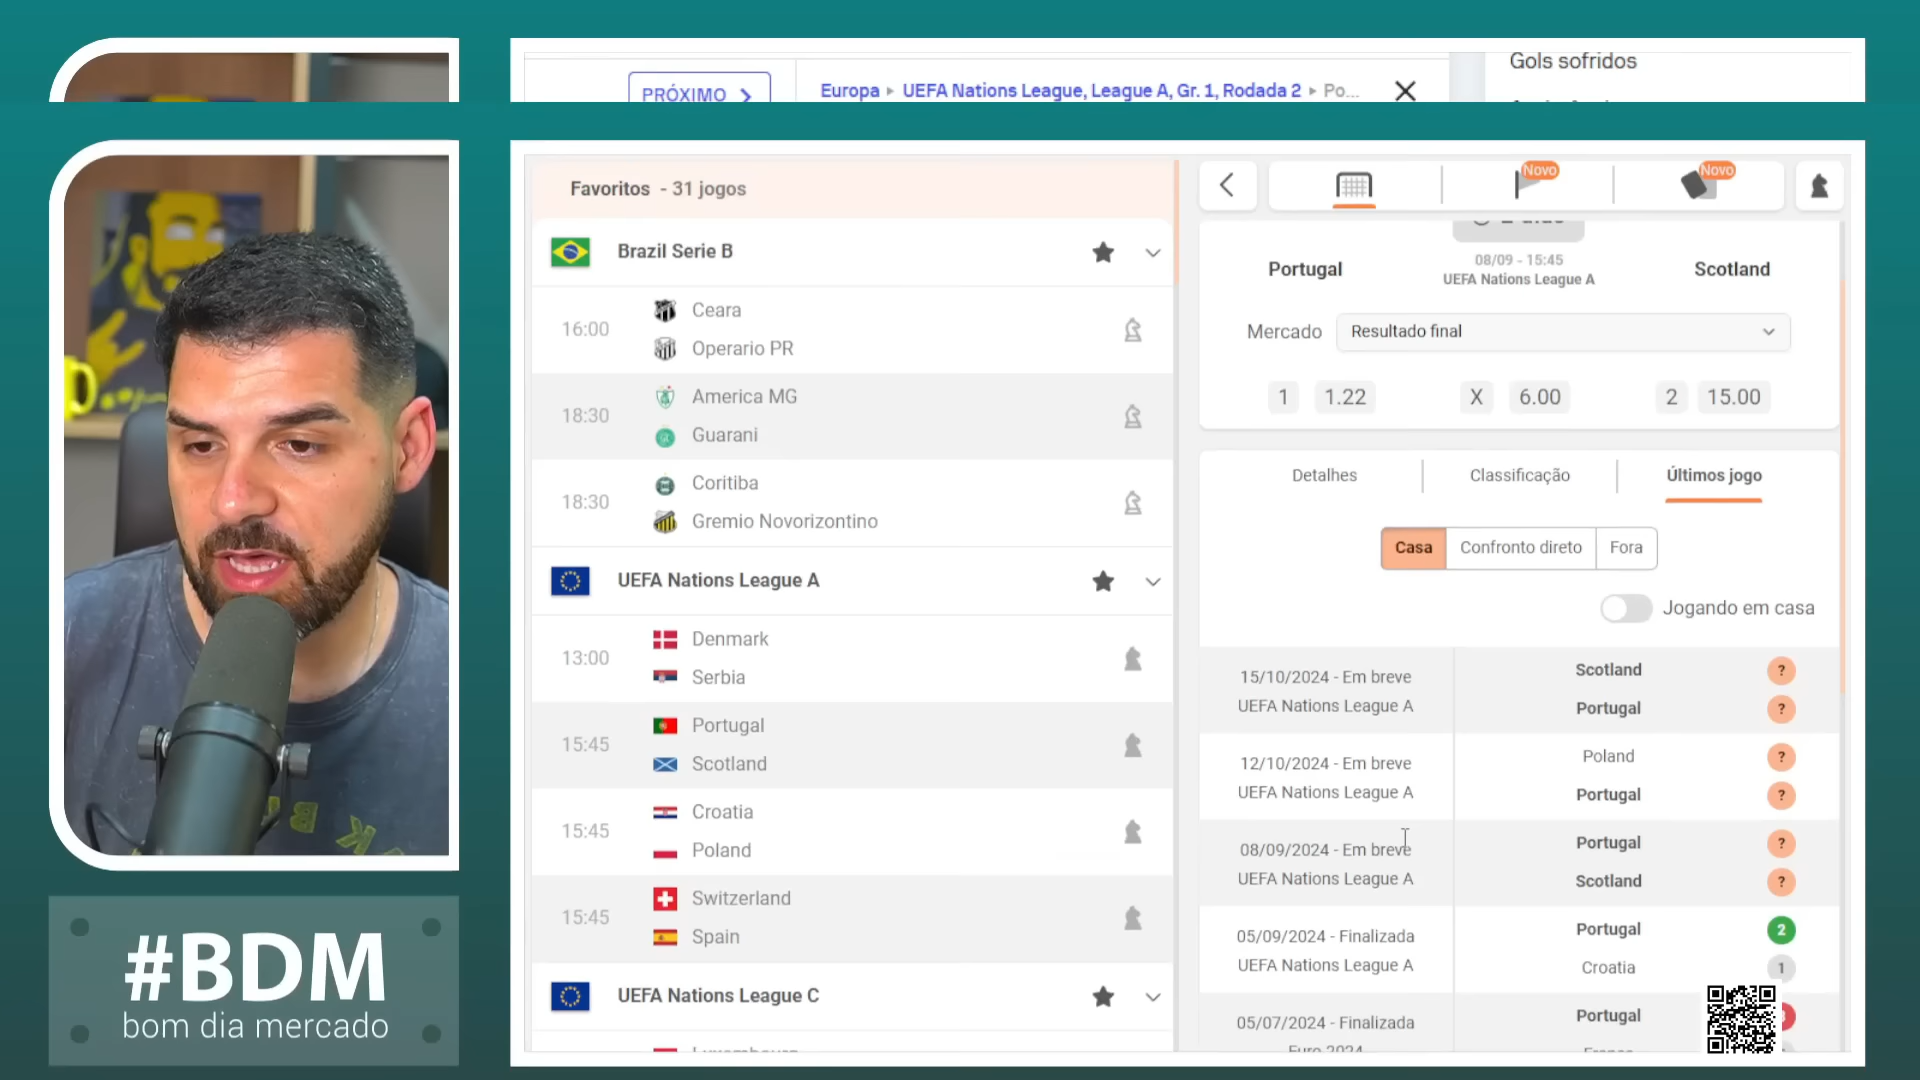 PRÓXIMO
Europa ▸ UEFA Nations League, League A, Gr. 1, Rodada 2 ▸ Po...
Gols sofridos
Favoritos - 31 jogos
Brazil Serie B
16:00
Ceara
Operario PR
18:30
America MG
Guarani
18:30
Coritiba
Gremio Novorizontino
UEFA Nations League A
13:00
Denmark
Serbia
15:45
Portugal
Scotland
15:45
Croatia
Poland
15:45
Switzerland
Spain
UEFA Nations League C
Novo
Novo
08/09 - 15:45
UEFA Nations League A
Portugal
Scotland
Mercado
Resultado final
1 1.22 X 6.00 2 15.00
Detalhes
Classificação
Últimos jogo
Casa
Confronto direto
Fora
Jogando em casa
15/10/2024 - Em breve
UEFA Nations League A
Scotland ?
Portugal ?
12/10/2024 - Em breve
UEFA Nations League A
Poland ?
Portugal ?
08/09/2024 - Em breve
UEFA Nations League A
Portugal ?
Scotland ?
05/09/2024 - Finalizada
UEFA Nations League A
Portugal 2
Croatia 1
05/07/2024 - Finalizada
Euro 2024
Portugal
#BDM
bom dia mercado